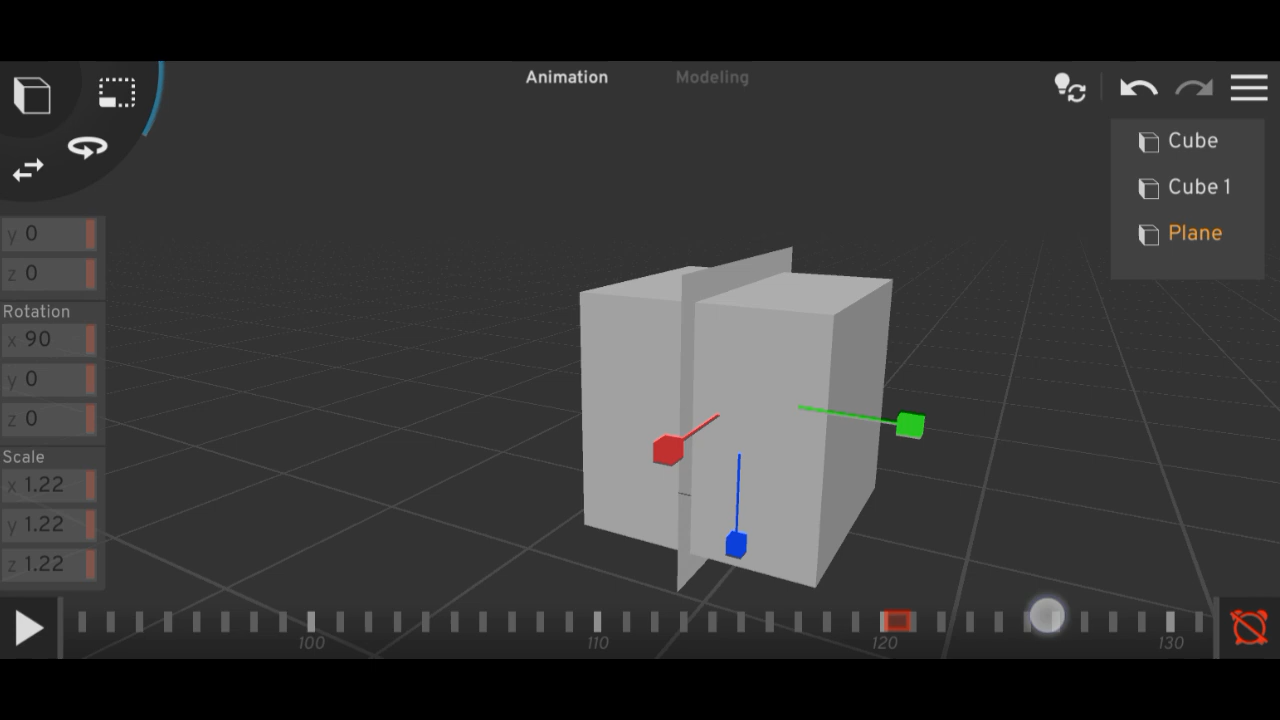 Animation
Modeling
Cube
Cube 1
Plane
y 0
z 0
Rotation
x 90
y 0
z 0
Scale
x 1.22
y 1.22
z 1.22
100
110
120
130